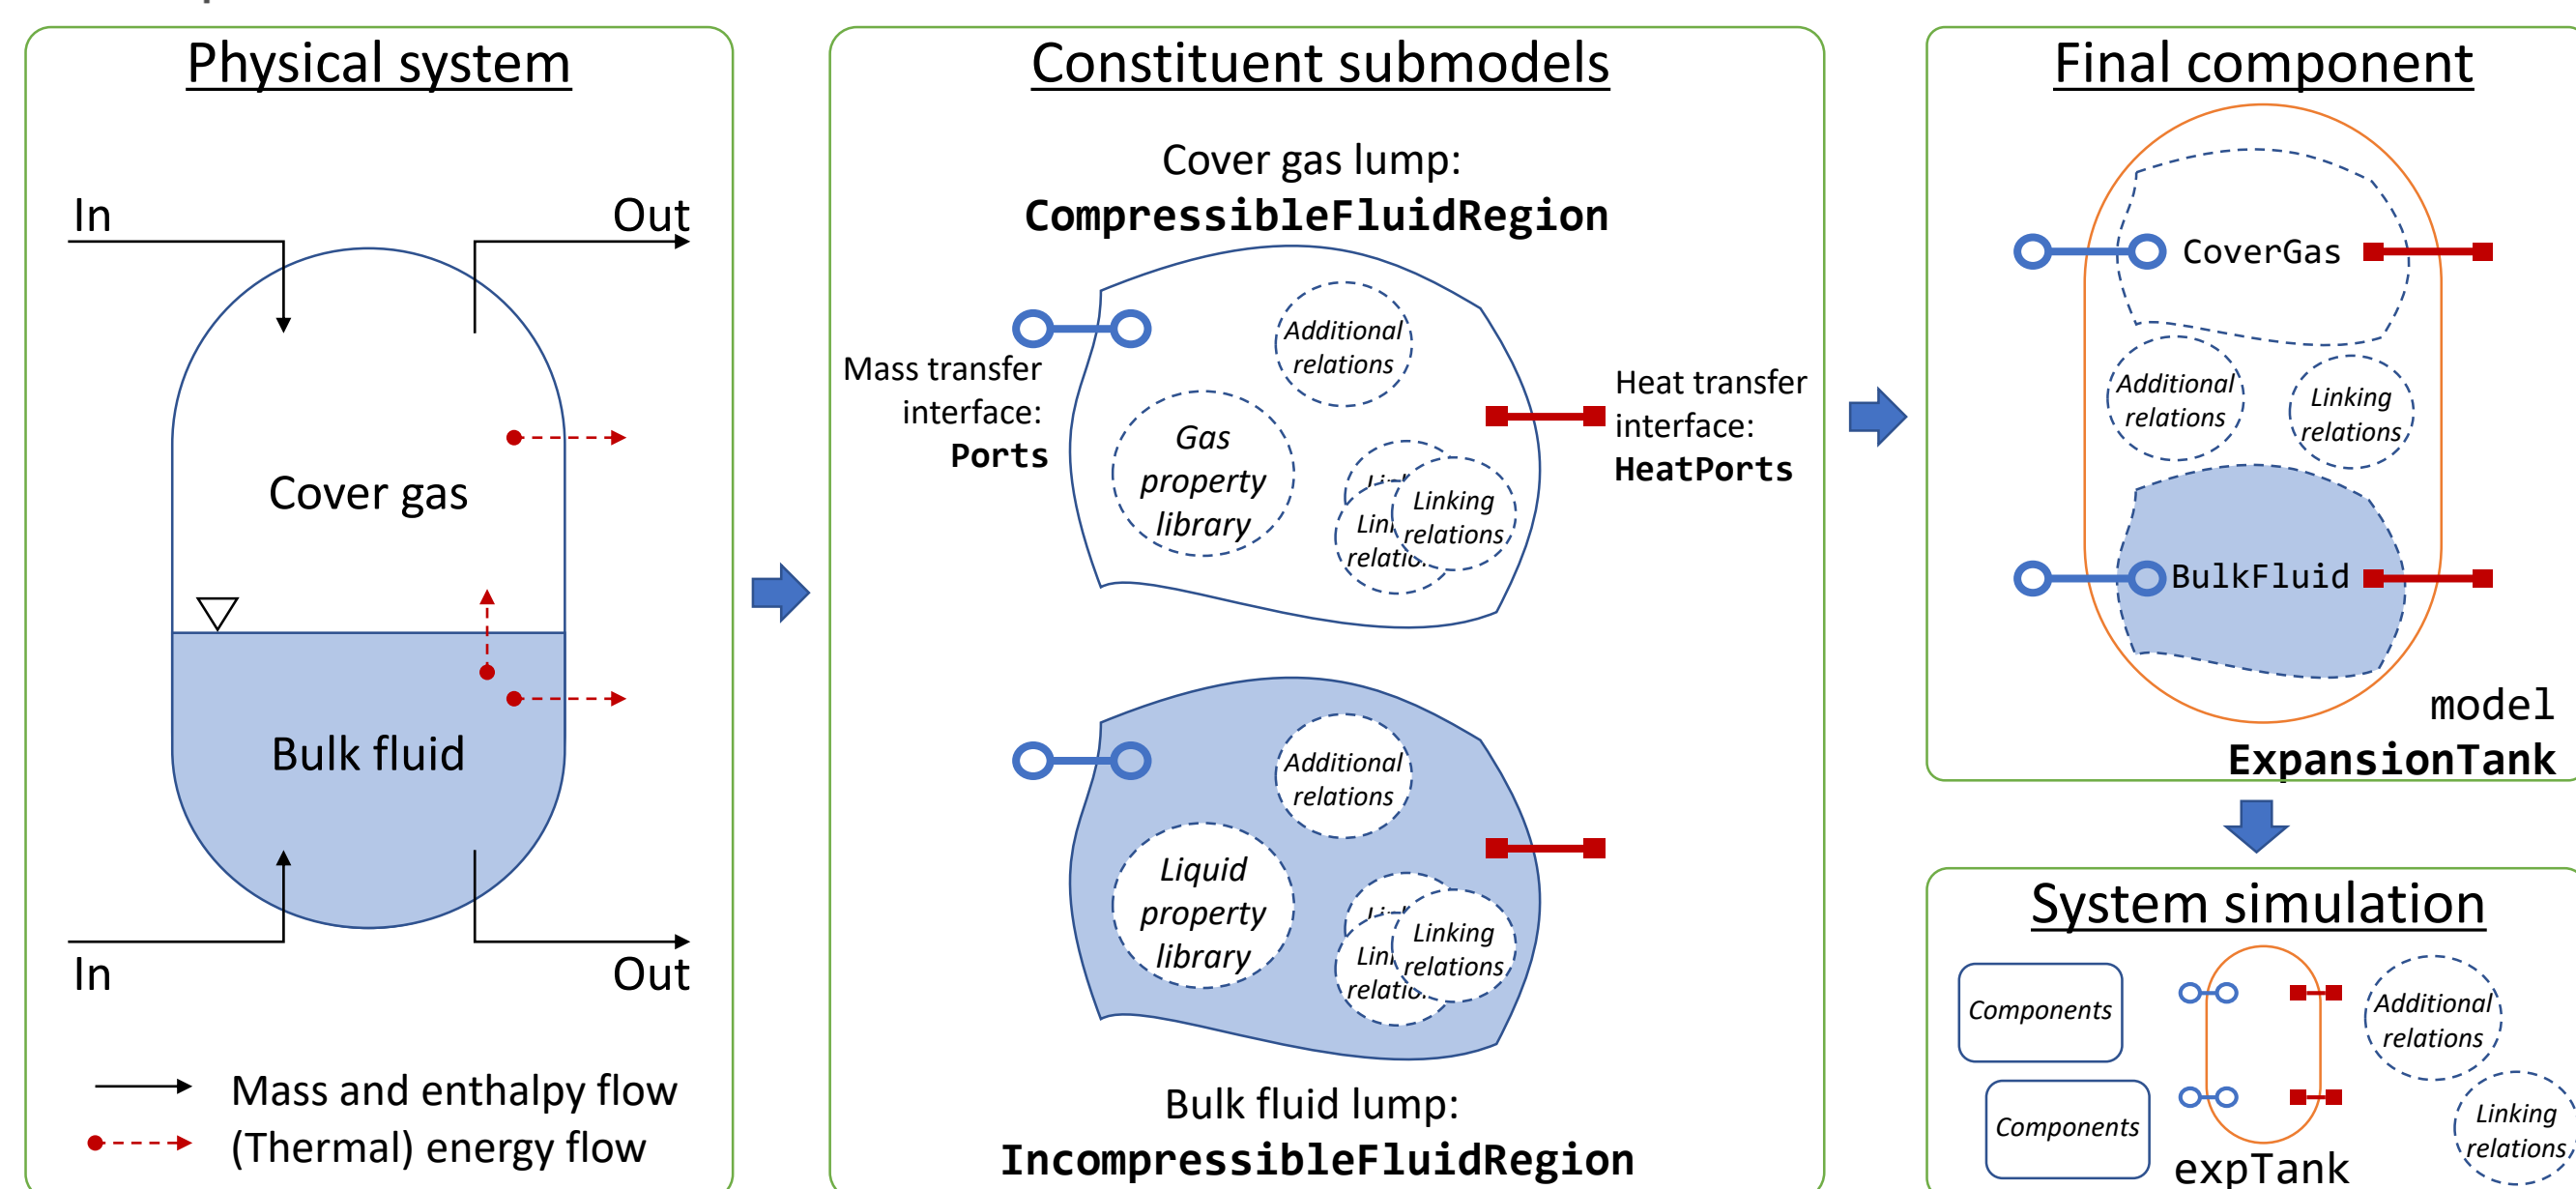 Physical system
In
Out
Cover gas
Bulk fluid
In
Out
Mass and enthalpy flow
(Thermal) energy flow
Constituent submodels
Cover gas lump:
CompressibleFluidRegion
Mass transfer
interface:
Ports
Additional
relations
Gas
property
library
Linking
relations
Heat transfer
interface:
HeatPorts
Additional
relations
Liquid
property
library
Linking
relations
Bulk fluid lump:
IncompressibleFluidRegion
Final component
CoverGas
Additional
relations
Linking
relations
BulkFluid
model
ExpansionTank
System simulation
Components
Components
expTank
Additional
relations
Linking
relations